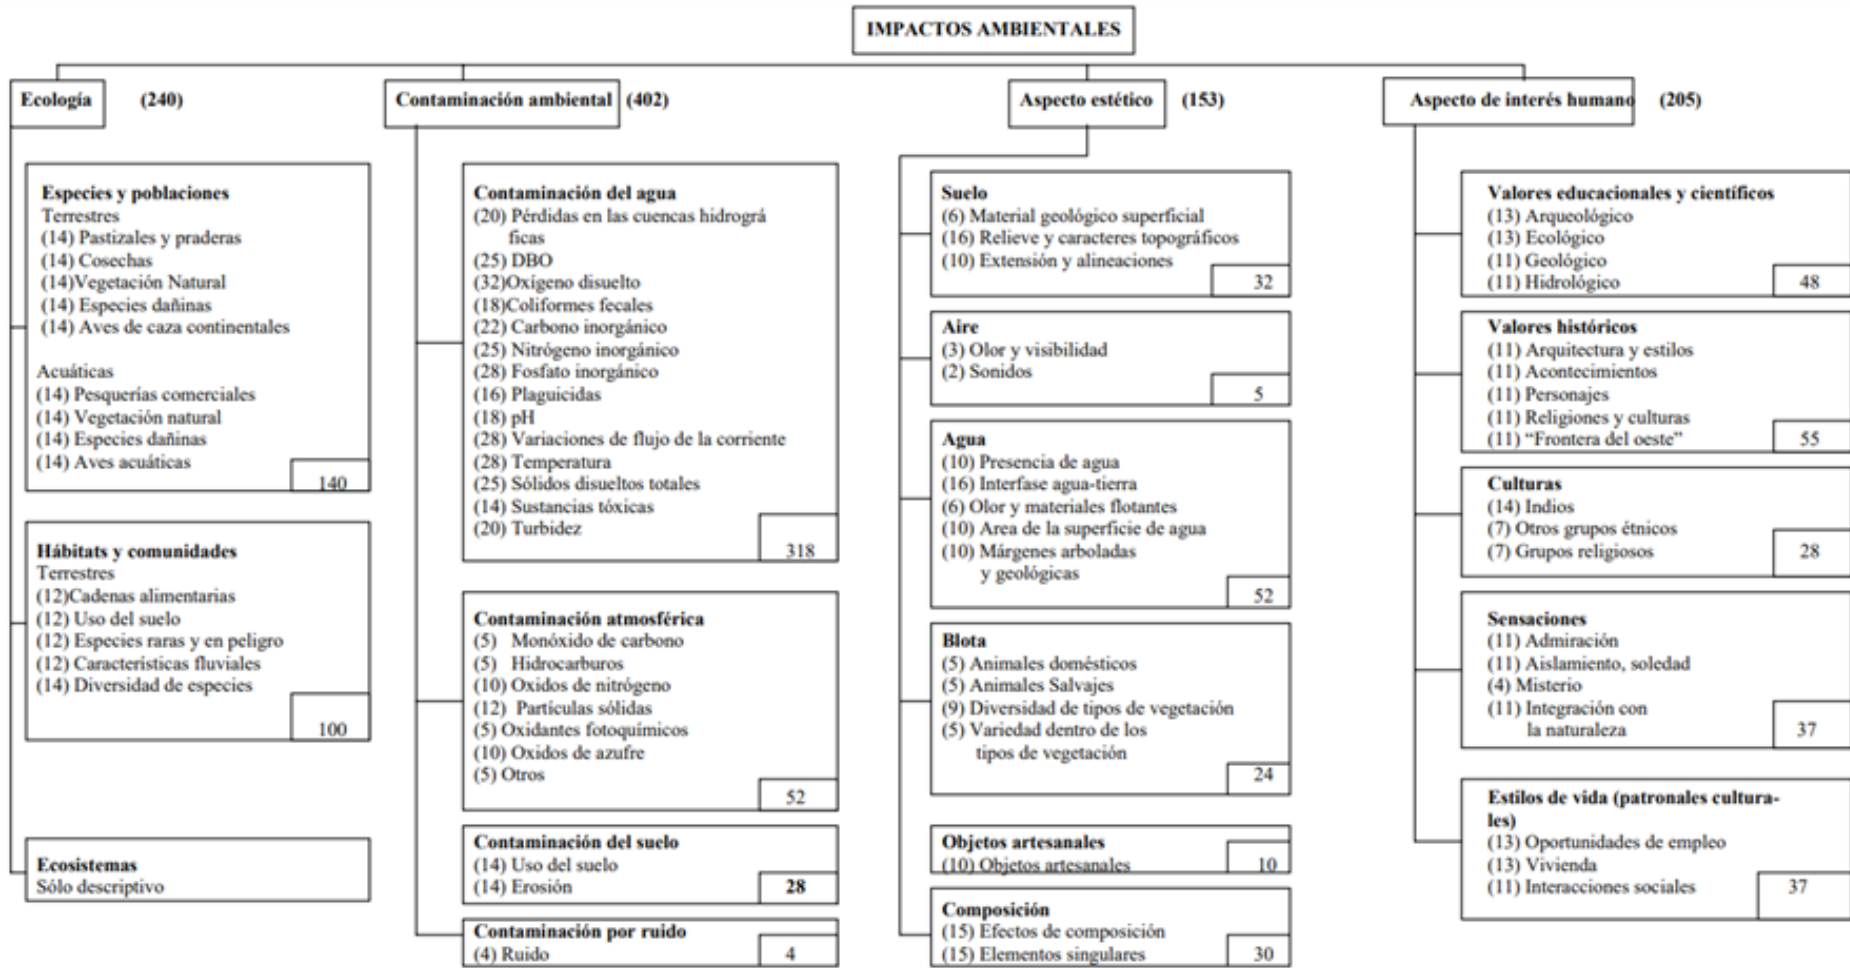 IMPACTOS AMBIENTALES
Ecología (240)
Especies y poblaciones
Terrestres
(14) Pastizales y praderas
(14) Cosechas
(14)Vegetación Natural
(14) Especies dañinas
(14) Aves de caza continentales
Acuáticas
(14) Pesquerías comerciales
(14) Vegetación natural
(14) Especies dañinas
(14) Aves acuáticas
140
Hábitats y comunidades
Terrestres
(12)Cadenas alimentarias
(12) Uso del suelo
(12) Especies raras y en peligro
(12) Características fluviales
(14) Diversidad de especies
100
Ecosistemas
Sólo descriptivo
Contaminación ambiental (402)
Contaminación del agua
(20) Pérdidas en las cuencas hidrográ
ficas
(25) DBO
(32)Oxígeno disuelto
(18)Coliformes fecales
(22) Carbono inorgánico
(25) Nitrógeno inorgánico
(28) Fosfato inorgánico
(16) Plaguicidas
(18) pH
(28) Variaciones de flujo de la corriente
(28) Temperatura
(25) Sólidos disueltos totales
(14) Sustancias tóxicas
(20) Turbidez
318
Contaminación atmosférica
(5) Monóxido de carbono
(5) Hidrocarburos
(10) Oxidos de nitrógeno
(12) Partículas sólidas
(5) Oxidantes fotoquímicos
(10) Oxidos de azufre
(5) Otros
52
Contaminación del suelo
(14) Uso del suelo
(14) Erosión
28
Contaminación por ruido
(4) Ruido
4
Aspecto estético (153)
Suelo
(6) Material geológico superficial
(16) Relieve y caracteres topográficos
(10) Extensión y alineaciones
32
Aire
(3) Olor y visibilidad
(2) Sonidos
5
Agua
(10) Presencia de agua
(16) Interfase agua-tierra
(6) Olor y materiales flotantes
(10) Area de la superficie de agua
(10) Márgenes arboladas
y geológicas
52
Blota
(5) Animales domésticos
(5) Animales Salvajes
(9) Diversidad de tipos de vegetación
(5) Variedad dentro de los
tipos de vegetación
24
Objetos artesanales
(10) Objetos artesanales
10
Composición
(15) Efectos de composición
(15) Elementos singulares
30
Aspecto de interés humano (205)
Valores educacionales y científicos
(13) Arqueológico
(13) Ecológico
(11) Geológico
(11) Hidrológico
48
Valores históricos
(11) Arquitectura y estilos
(11) Acontecimientos
(11) Personajes
(11) Religiones y culturas
(11) “Frontera del oeste”
55
Culturas
(14) Indios
(7) Otros grupos étnicos
(7) Grupos religiosos
28
Sensaciones
(11) Admiración
(11) Aislamiento, soledad
(4) Misterio
(11) Integración con
la naturaleza
37
Estilos de vida (patronales cultura-
les)
(13) Oportunidades de empleo
(13) Vivienda
(11) Interacciones sociales
37